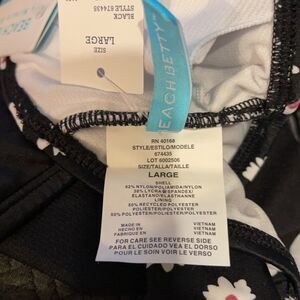 STYLE 674435
BLACK
SIZE
LARGE
BEACH BETTY™
RN 40168
STYLE/ESTILO/MODELE
674435
LOT 6002506
SIZE/TALLA/TAILLE
LARGE
SHELL
62% NYLON/POLIAMIDA/NYLON
38% LYCRA® SPANDEX/
ELASTANO/ELASTHANNE
LINING
50% RECYCLED POLYESTER
POLIESTER/POLYESTER
50% POLYESTER/POLIESTER/POLYESTER
MADE IN VIETNAM
HECHO EN VIETNAM
FABRIQUE EN VIETNAM
FOR CARE SEE REVERSE SIDE
PARA EL CUIDADO VEA EL DORSO
POUR LE SOIN VOIR AU VERSO